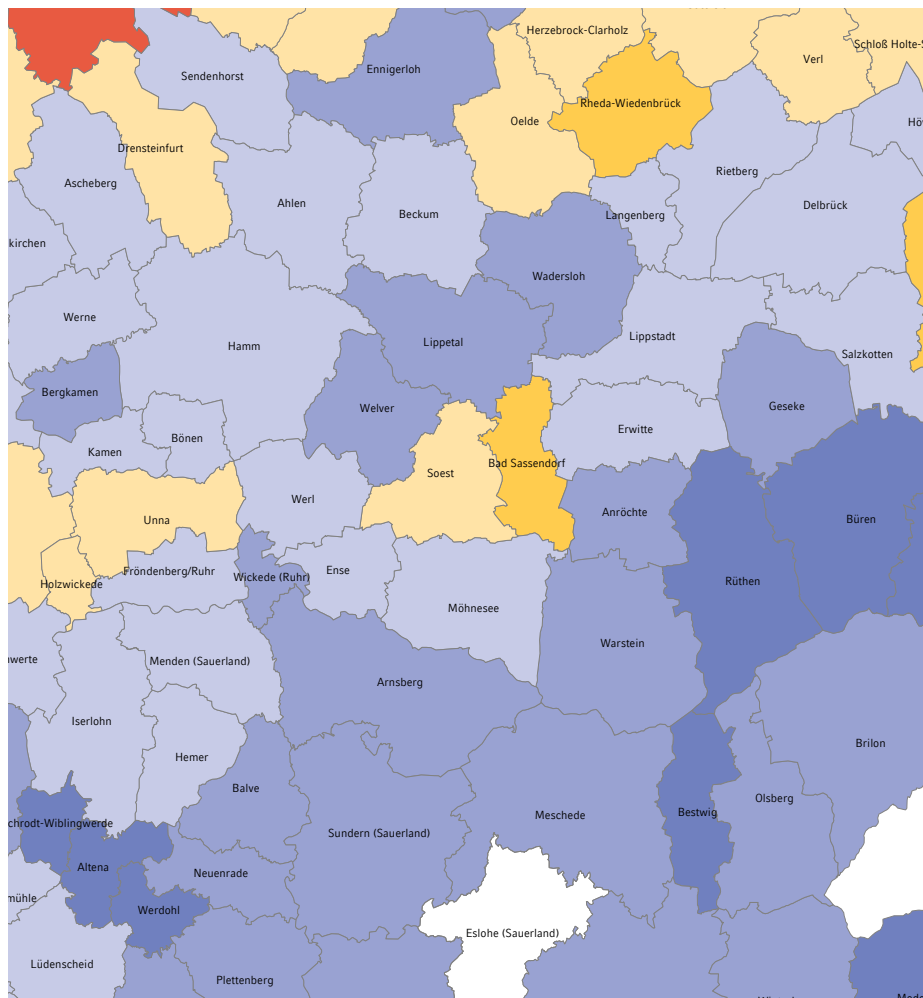 Herzebrock-Clarholz
Schloß Holte-S
Verl
Ennigerloh
Sendenhorst
Rheda-Wiedenbrück
Oelde
Hö
Drensteinfurt
Rietberg
Ascheberg
Ahlen
Delbrück
Beckum
Langenberg
kirchen
Wadersloh
Werne
Lippstadt
Hamm
Lippetal
Salzkotten
Bergkamen
Welver
Geseke
Bönen
Erwitte
Kamen
Bad Sassendorf
Soest
Werl
Anröchte
Unna
Büren
Fröndenberg/Ruhr
Ense
Wickede (Ruhr)
Holzwickede
Rüthen
Möhnesee
Warstein
werte
Menden (Sauerland)
Arnsberg
Iserlohn
Brilon
Hemer
Balve
Olsberg
Bestwig
Meschede
chrodt-Wiblingwerde
Sundern (Sauerland)
Altena
Neuenrade
mühle
Werdohl
Eslohe (Sauerland)
Lüdenscheid
Plettenberg